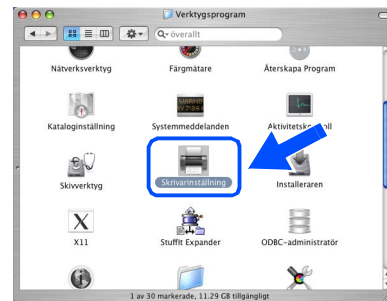 Verktygsprogram
överallt
Nätverksverktyg
Färgmätare
Återskapa Program
Kataloginställning
Systemmeddelanden
Skivverktyg
Skrivarinställning
Installeraren
X11
StuffIt Expander
ODBC-administratör
1 av 30 markerade, 11.29 GB tillgängligt